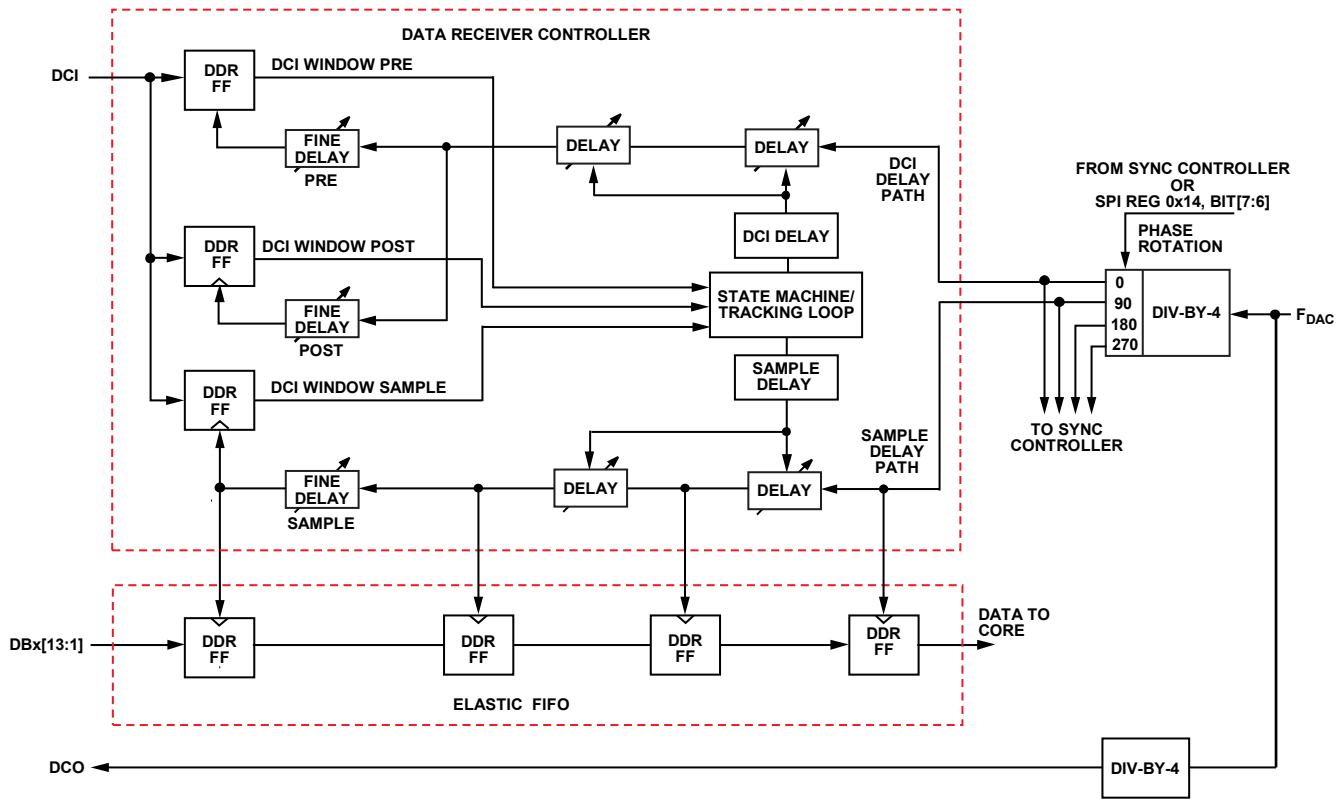 DATA RECEIVER CONTROLLER
DCI
DDR
FF
DCI WINDOW PRE
FINE
DELAY
PRE
DELAY
DELAY
DCI
DELAY
PATH
FROM SYNC CONTROLLER
OR
SPI REG 0x14, BIT[7:6]
PHASE
ROTATION
DCI DELAY
DDR
FF
DCI WINDOW POST
FINE
DELAY
POST
STATE MACHINE/
TRACKING LOOP
0
90
180
270
DIV-BY-4
FDAC
SAMPLE
DELAY
DDR
FF
DCI WINDOW SAMPLE
TO SYNC
CONTROLLER
SAMPLE
DELAY
PATH
FINE
DELAY
SAMPLE
DELAY
DELAY
DBx[13:1]
DDR
FF
DDR
FF
DDR
FF
DDR
FF
DATA TO
CORE
ELASTIC FIFO
DCO
DIV-BY-4